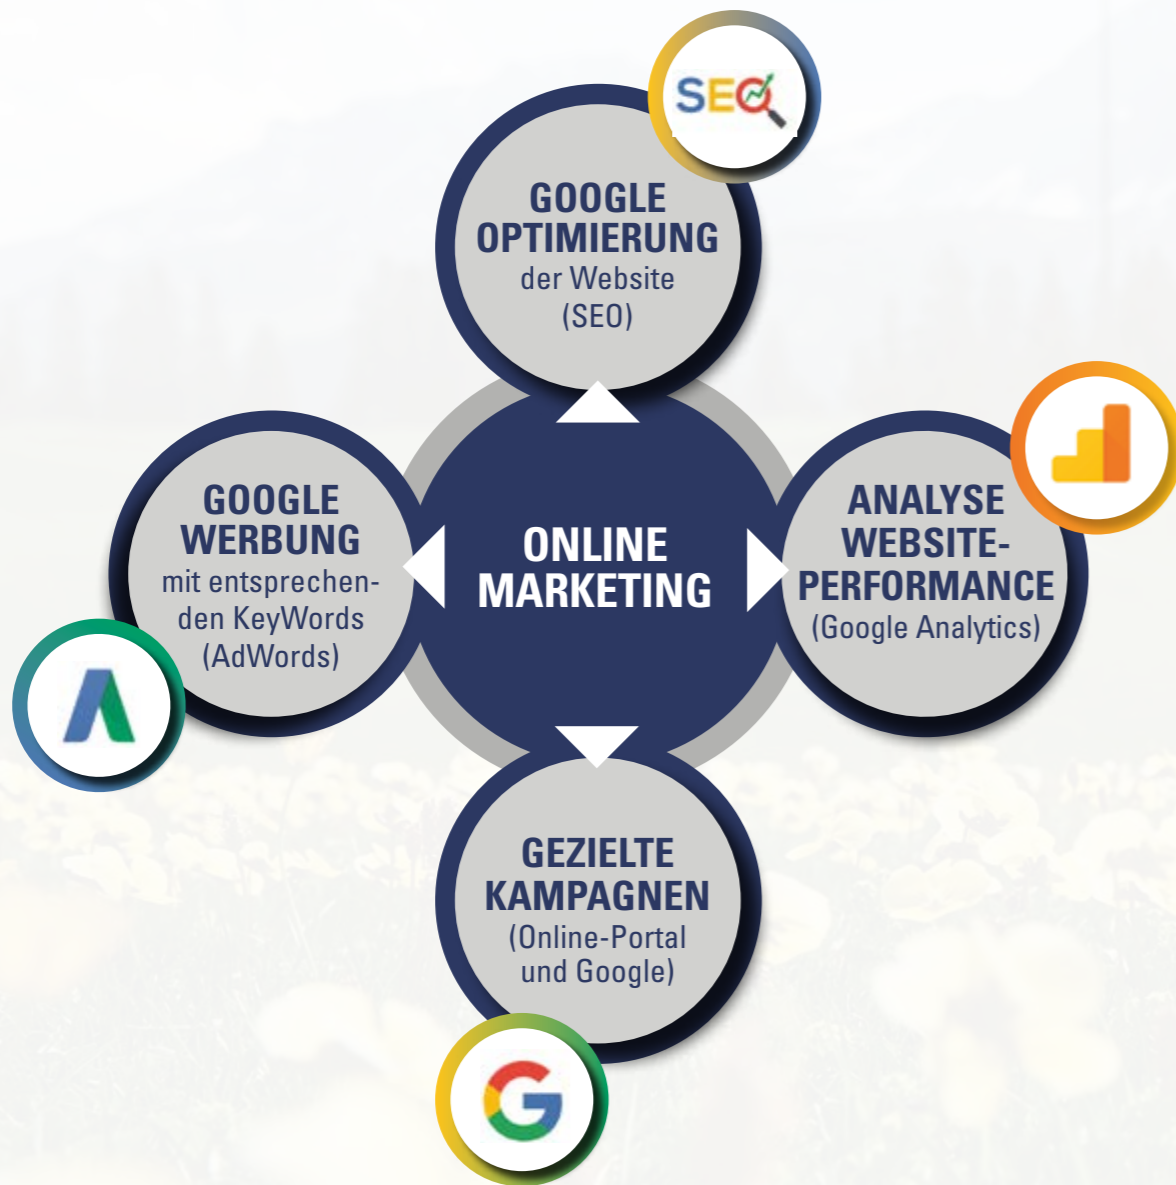 SEO
GOOGLE
OPTIMIERUNG
der Website
(SEO)
GOOGLE
WERBUNG
mit entsprechen-
den KeyWords
(AdWords)
ONLINE
MARKETING
ANALYSE
WEBSITE-
PERFORMANCE
(Google Analytics)
GEZIELTE
KAMPAGNEN
(Online-Portal
und Google)
G